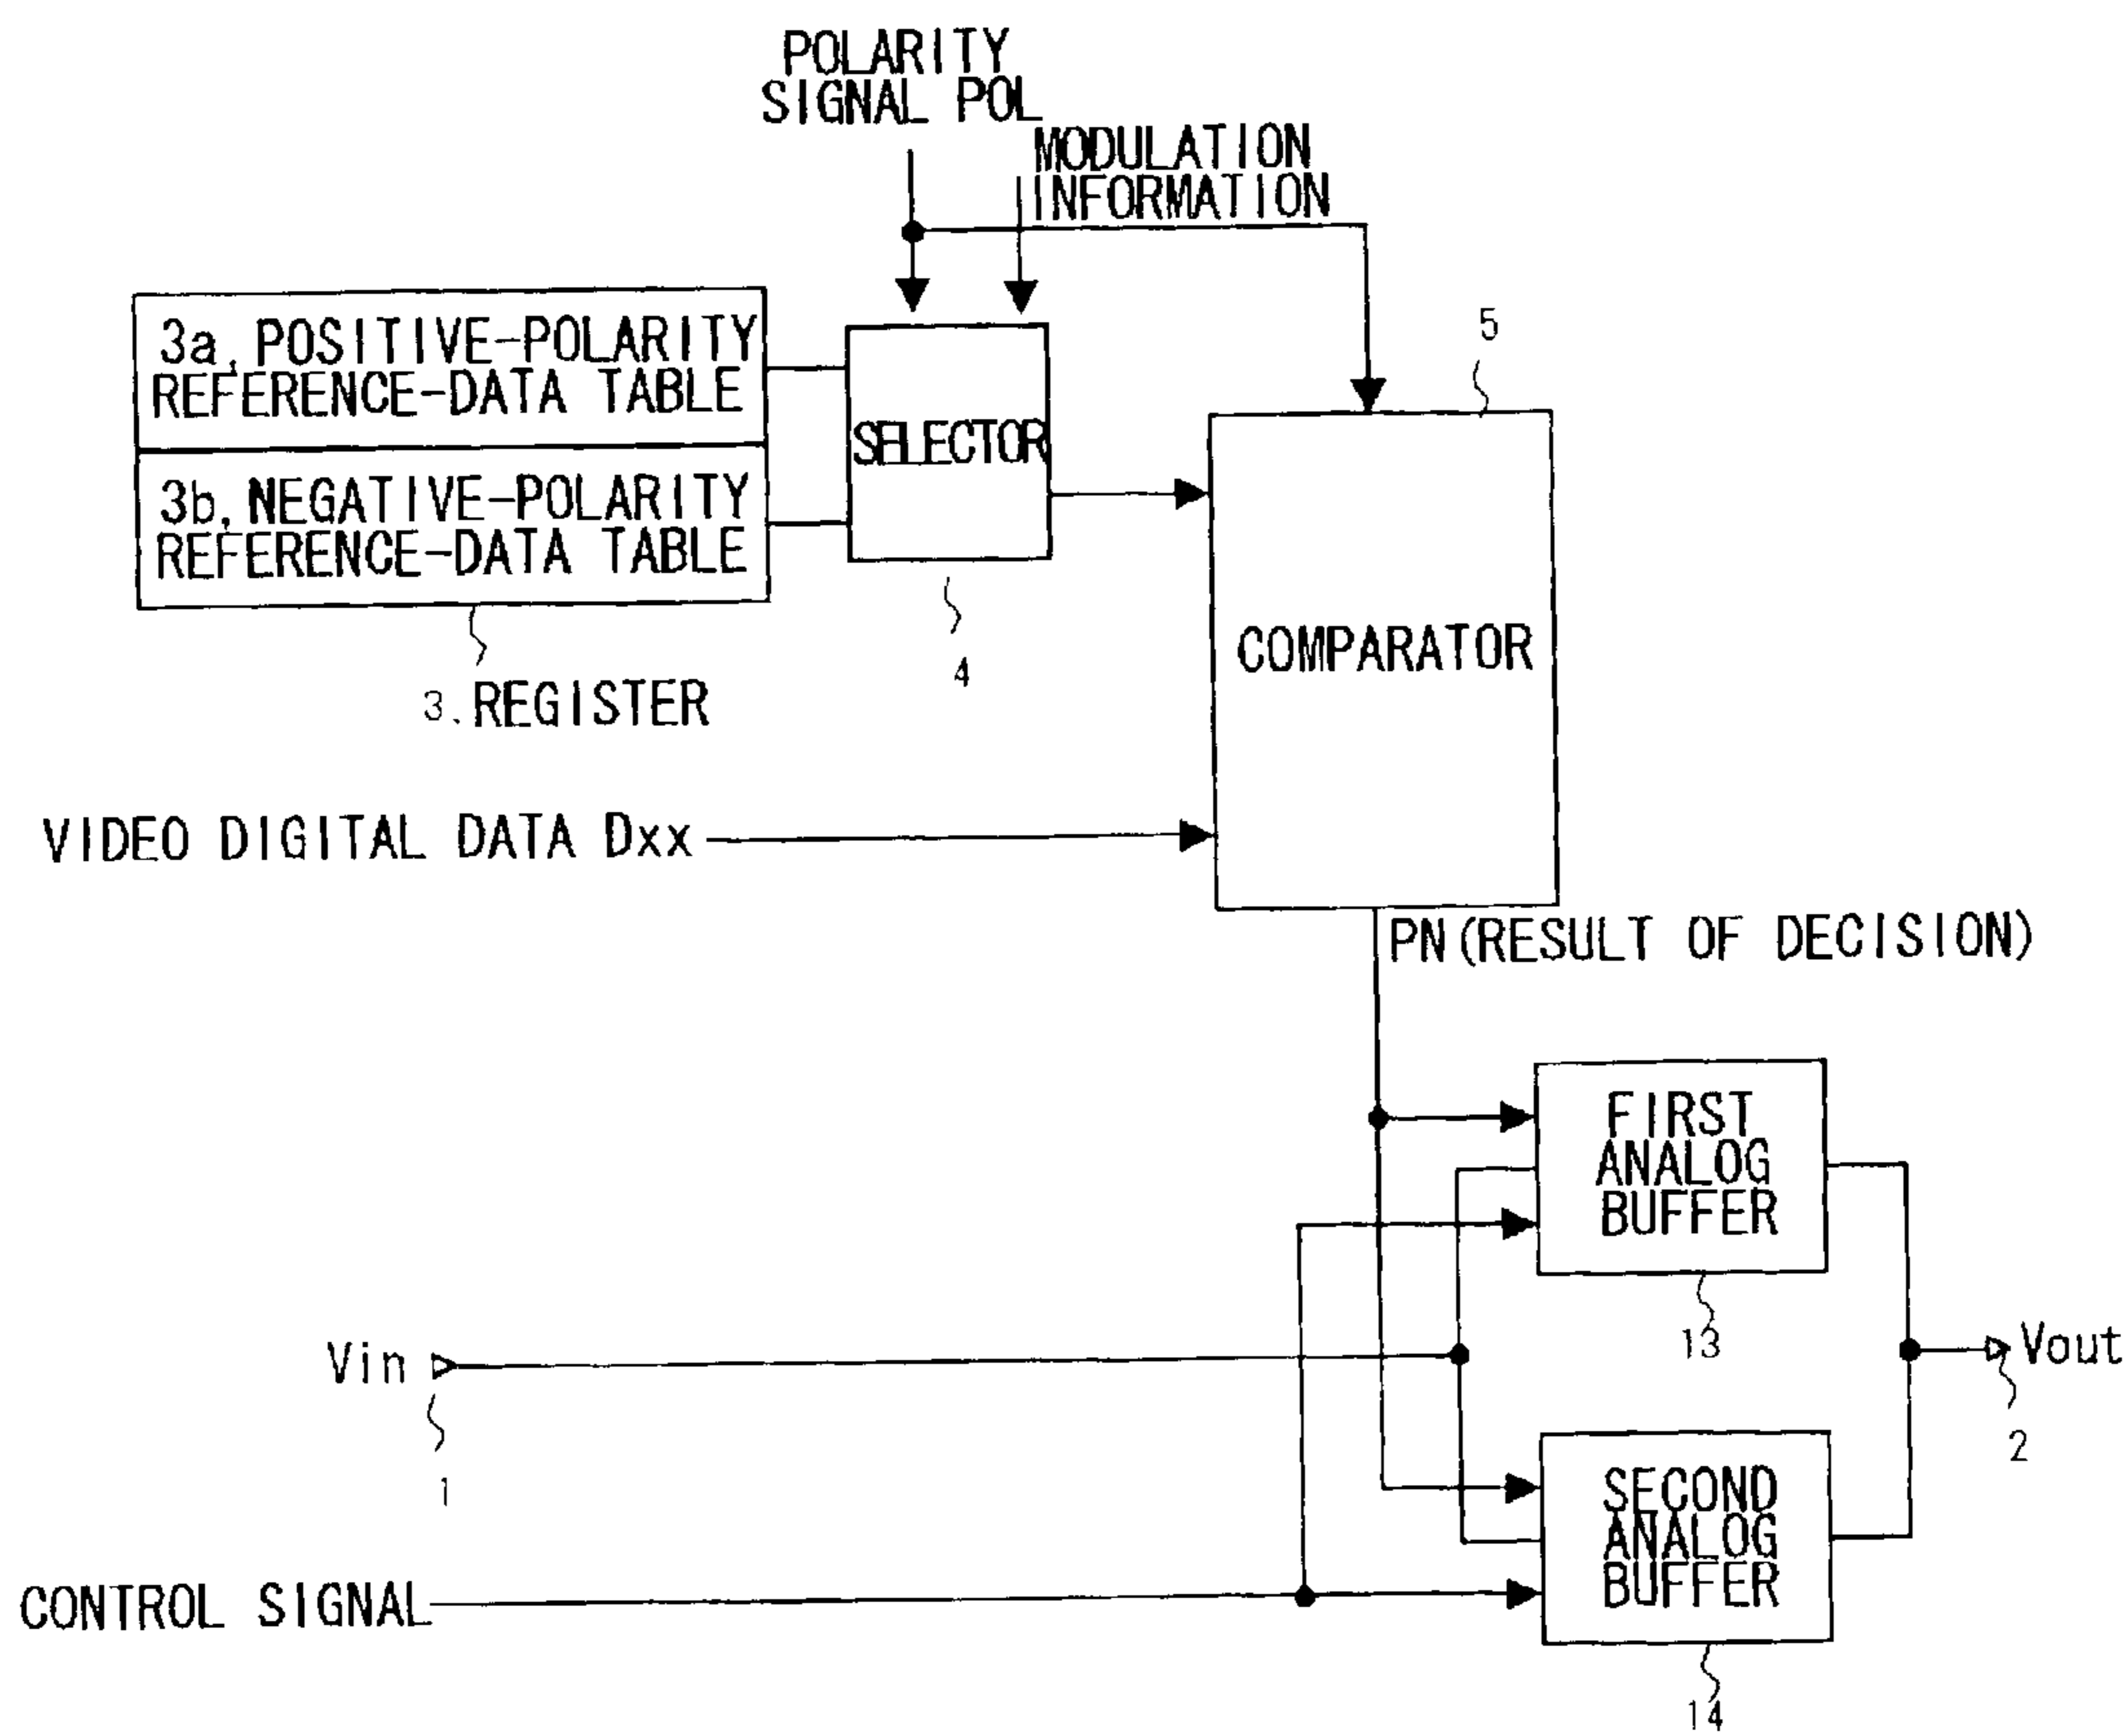 POLARITY
SIGNAL POL
MODULATION
INFORMATION
3a, POSITIVE-POLARITY
REFERENCE-DATA TABLE
3b, NEGATIVE-POLARITY
REFERENCE-DATA TABLE
SELECTOR
5
4
3. REGISTER
COMPARATOR
VIDEO DIGITAL DATA Dxx
PN(RESULT OF DECISION)
FIRST
ANALOG
BUFFER
13
Vin
Vout
1
2
SECOND
ANALOG
BUFFER
CONTROL SIGNAL
14